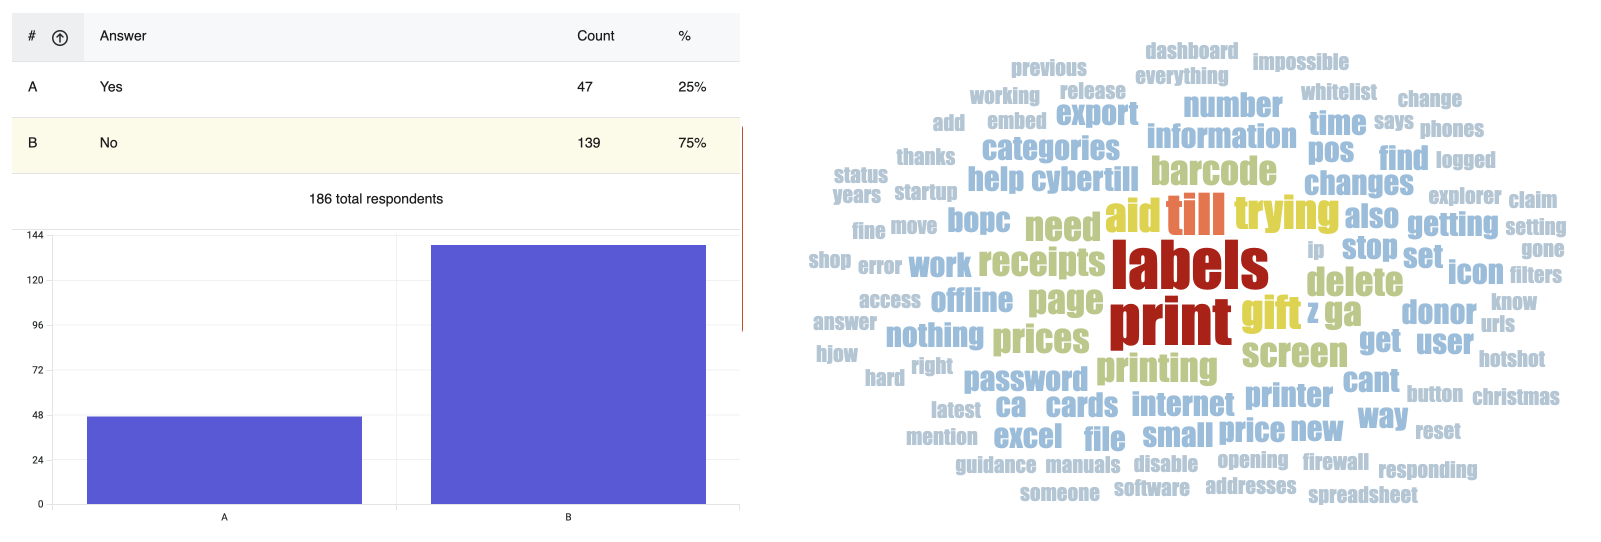 # Answer Count %
A Yes 47 25%
B No 139 75%
186 total respondents
144
120
96
72
48
24
0
A B
dashboard
previous
impossible
everything
working
release
whitelist
change
add
embed
export
number
time
says
phones
thanks
categories
information
pos
find
logged
status
years
startup
help
cybertill
barcode
changes
explorer
claim
fine
move
bopc
need
aid
till
trying
also
getting
setting
shop
error
work
receipts
labels
ip
stop
set
icon
gone
filters
access
offline
page
delete
know
answer
nothing
prices
print
gift
z
ga
donor
urls
hjow
hard
right
password
printing
screen
get
user
hotshot
latest
ca
cards
internet
printer
cant
button
christmas
mention
excel
file
small
price
new
way
reset
guidance
manuals
disable
opening
firewall
responding
someone
software
addresses
spreadsheet